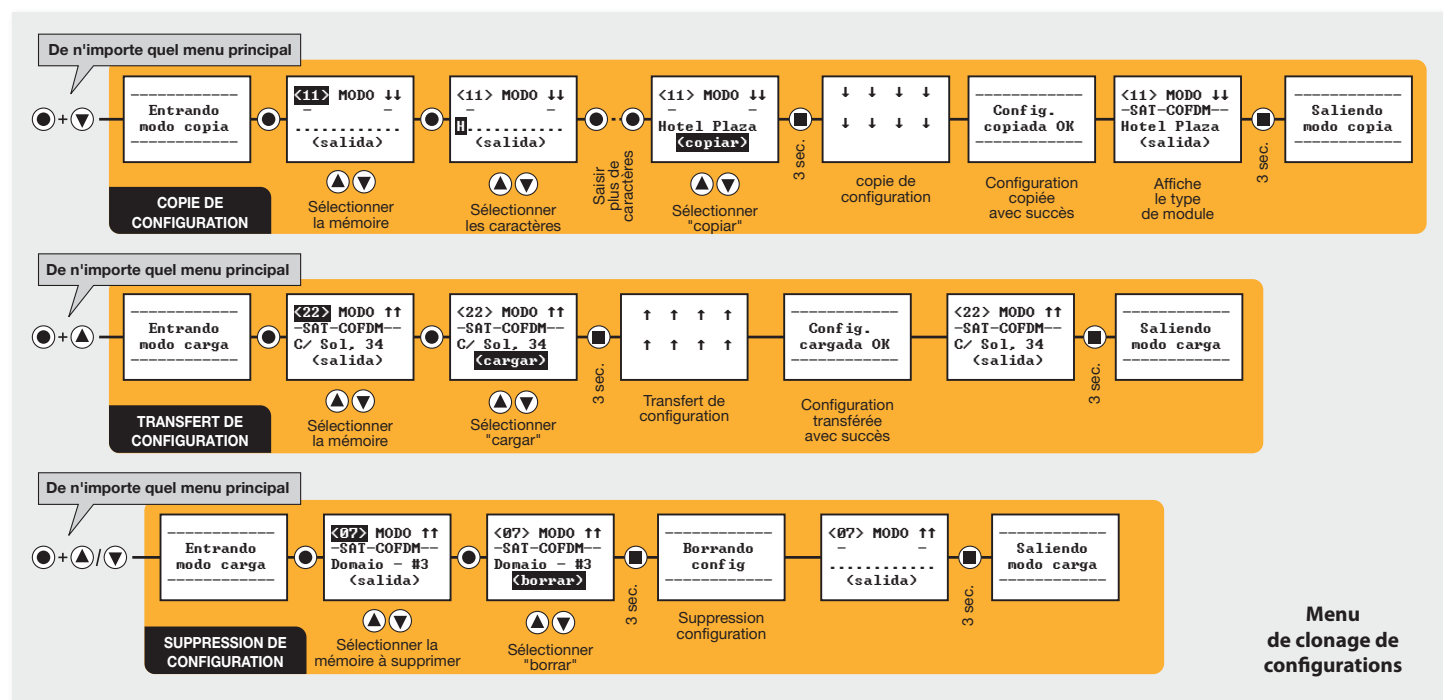 De n'importe quel menu principal
+
------------
Entrando
modo copia
------------
<11> MODO ↓↓
– –
............
(salida)
<11> MODO ↓↓
– –
H...........
(salida)
Saisir
plus de
caractères
<11> MODO ↓↓
– –
Hotel Plaza
(copiar)
3 sec.
↓ ↓ ↓ ↓
↓ ↓ ↓ ↓
------------
Config.
copiada OK
------------
<11> MODO ↓↓
-SAT-COFDM--
Hotel Plaza
(salida)
3 sec.
------------
Saliendo
modo copia
------------
COPIE DE
CONFIGURATION
Sélectionner
la mémoire
Sélectionner
les caractères
Sélectionner
"copiar"
copie de
configuration
Configuration
copiée
avec succès
Affiche
le type
de module
De n'importe quel menu principal
+
------------
Entrando
modo carga
------------
<22> MODO ↑↑
-SAT-COFDM--
C/ Sol, 34
(salida)
<22> MODO ↑↑
-SAT-COFDM--
C/ Sol, 34
(cargar)
3 sec.
↑ ↑ ↑ ↑
↑ ↑ ↑ ↑
------------
Config.
cargada OK
------------
<22> MODO ↑↑
-SAT-COFDM--
C/ Sol, 34
(salida)
3 sec.
------------
Saliendo
modo carga
------------
TRANSFERT DE
CONFIGURATION
Sélectionner
la mémoire
Sélectionner
"cargar"
Transfert de
configuration
Configuration
transférée
avec succès
De n'importe quel menu principal
+ /
------------
Entrando
modo carga
------------
<07> MODO ↑↑
-SAT-COFDM--
Domaio - #3
(salida)
<07> MODO ↑↑
-SAT-COFDM--
Domaio - #3
(borrar)
3 sec.
------------
Borrando
config
------------
<07> MODO ↑↑
– –
............
(salida)
3 sec.
------------
Saliendo
modo carga
------------
SUPPRESSION DE
CONFIGURATION
Sélectionner la
mémoire à supprimer
Sélectionner
"borrar"
Suppression
configuration
Menu
de clonage de
configurations